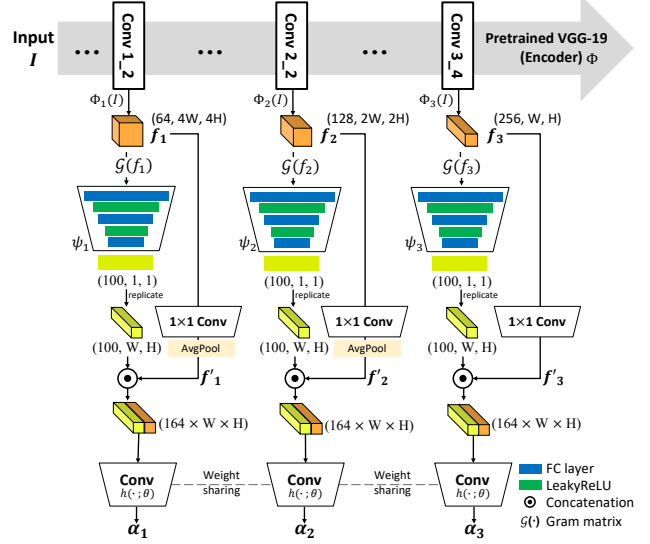 Input
I
Conv 1_2
Conv 2_2
Conv 3_4
Pretrained VGG-19
(Encoder) Φ
Φ₁(I)
Φ₂(I)
Φ₃(I)
(64, 4W, 4H)
(128, 2W, 2H)
(256, W, H)
f₁
f₂
f₃
𝒢(f₁)
𝒢(f₂)
𝒢(f₃)
ψ₁
ψ₂
ψ₃
(100, 1, 1)
(100, 1, 1)
(100, 1, 1)
replicate
replicate
replicate
1×1 Conv
1×1 Conv
1×1 Conv
(100, W, H)
AvgPool
(100, W, H)
AvgPool
(100, W, H)
f'₁
f'₂
f'₃
(164 × W × H)
(164 × W × H)
(164 × W × H)
Conv
h(·;θ)
Weight
sharing
Conv
h(·;θ)
Weight
sharing
Conv
h(·;θ)
α₁
α₂
α₃
FC layer
LeakyReLU
Concatenation
𝒢(·) Gram matrix